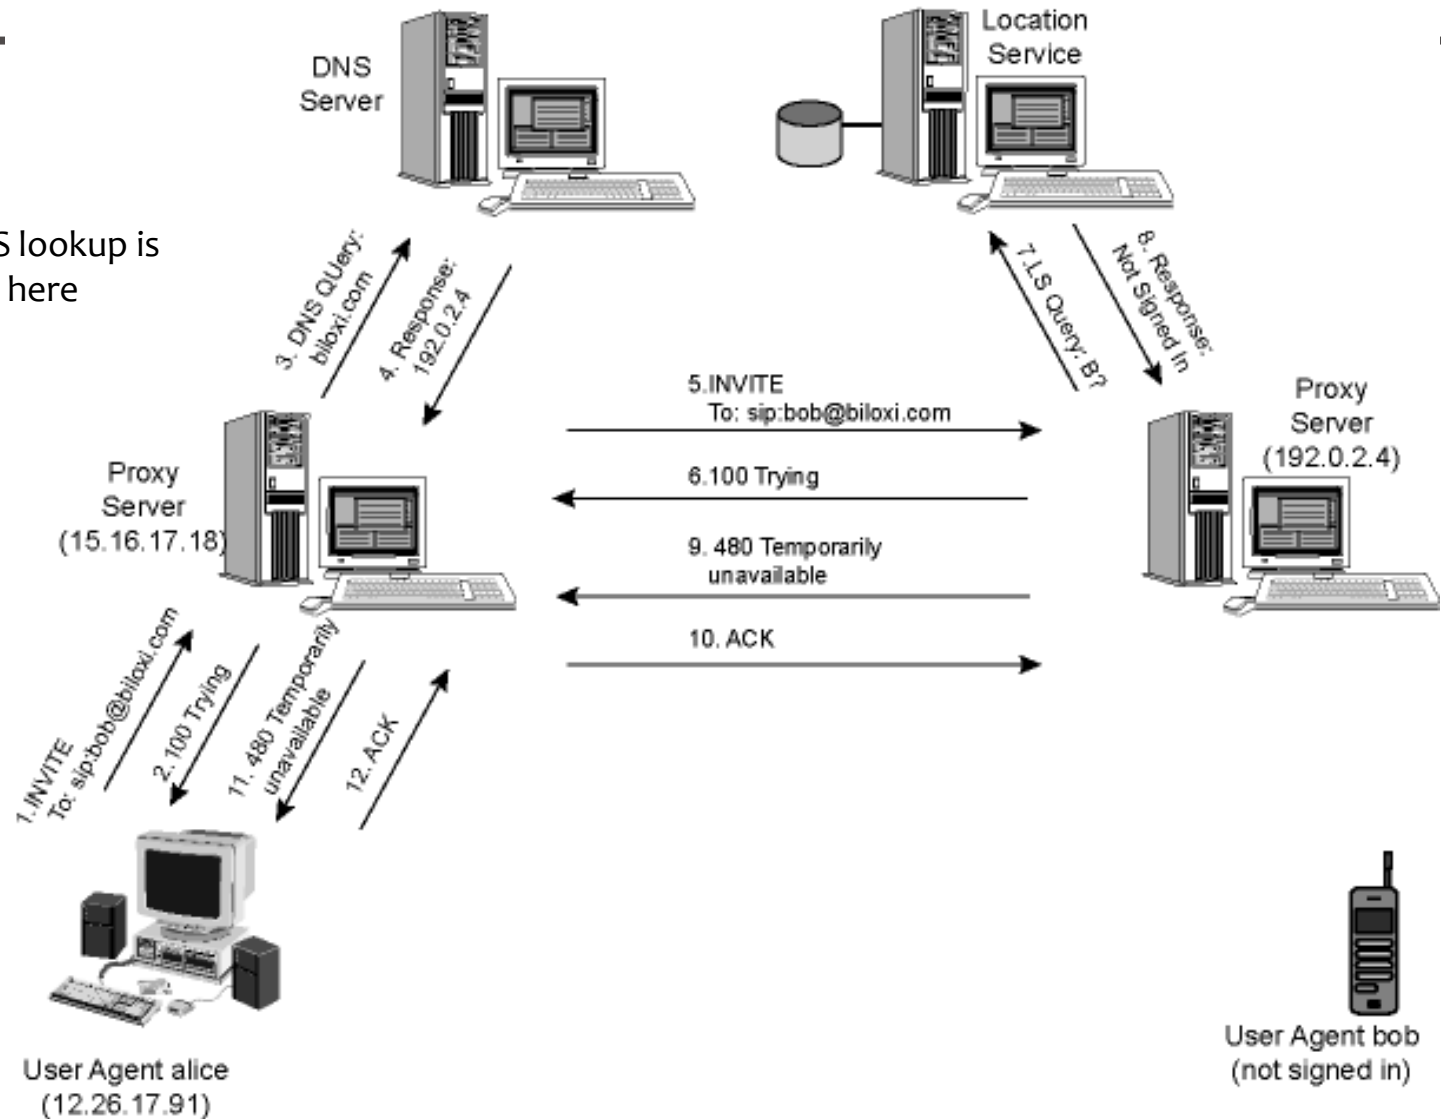 DNS
Server
Location
Service
S lookup is
here
3. DNS QUery:
biloxi.com
4. Response:
192.0.2.4
7.LS Query: B?
8. Response:
Not Signed In
5.INVITE
To: sip:bob@biloxi.com
Proxy
Server
(192.0.2.4)
Proxy
Server
(15.16.17.18)
6.100 Trying
9. 480 Temporarily
unavailable
10. ACK
1.INVITE
To: sip:bob@biloxi.com
2.100 Trying
11. 480 Temporarily
unavailable
12. ACK
User Agent alice
(12.26.17.91)
User Agent bob
(not signed in)